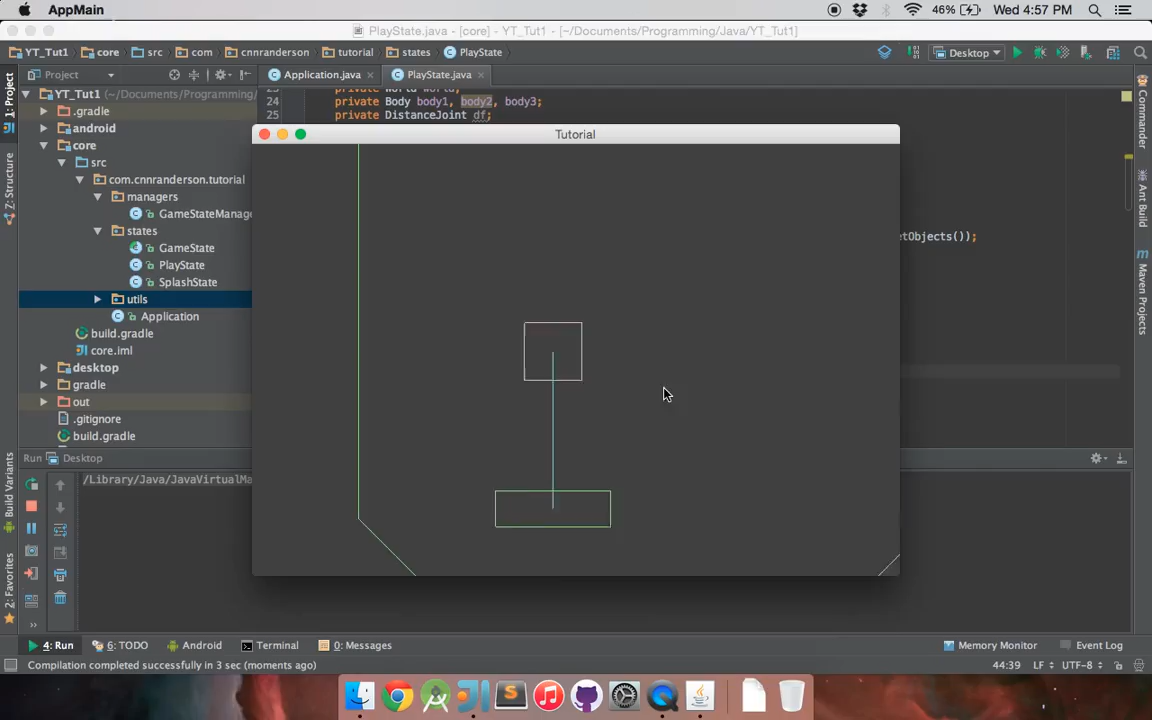 AppMain
46%
Wed 4:57 PM
PlayState.java - [core] - YT_Tut1 - [~/Documents/Programming/Java/YT_Tut1]
YT_Tut1
core
src
com
cnnranderson
tutorial
states
PlayState
Desktop
1: Project
Z: Structure
Build Variants
2: Favorites
Project
Application.java
PlayState.java
YT_Tut1 (~/Documents/Programming/
.gradle
android
core
src
com.cnnranderson.tutorial
managers
GameStateManag
states
GameState
PlayState
SplashState
utils
Application
build.gradle
core.iml
desktop
gradle
out
.gitignore
build.gradle
24 private Body body1, body2, body3;
25 private DistanceJoint df;
Tutorial
etObjects());
Commander
Ant Build
Maven Projects
Run Desktop
/Library/Java/JavaVirtualMa
4: Run
6: TODO
Android
Terminal
0: Messages
Memory Monitor
Event Log
Compilation completed successfully in 3 sec (moments ago)
44:39
LF
UTF-8